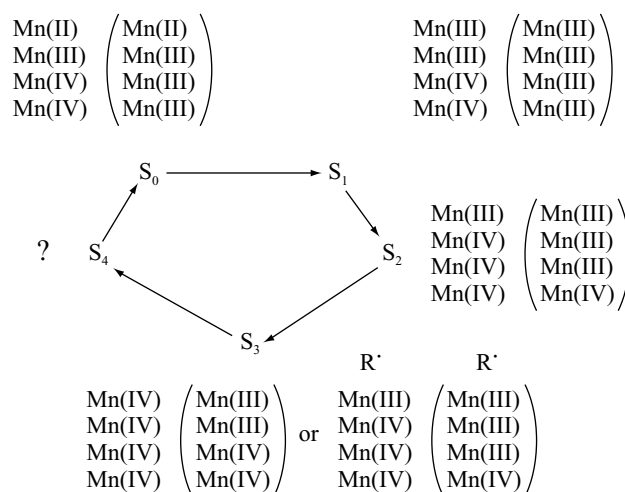 Mn(II) Mn(II) Mn(III) Mn(III)
Mn(III) Mn(III) Mn(III) Mn(III)
Mn(IV) Mn(III) Mn(IV) Mn(III)
Mn(IV) Mn(III) Mn(IV) Mn(III)
S0 S1
Mn(III) Mn(III)
? S4 S2 Mn(IV) Mn(III)
Mn(IV) Mn(III)
Mn(IV) Mn(IV)
S3
R· R·
Mn(IV) Mn(III) Mn(III) Mn(III)
Mn(IV) Mn(III) or Mn(IV) Mn(III)
Mn(IV) Mn(IV) Mn(IV) Mn(III)
Mn(IV) Mn(IV) Mn(IV) Mn(IV)